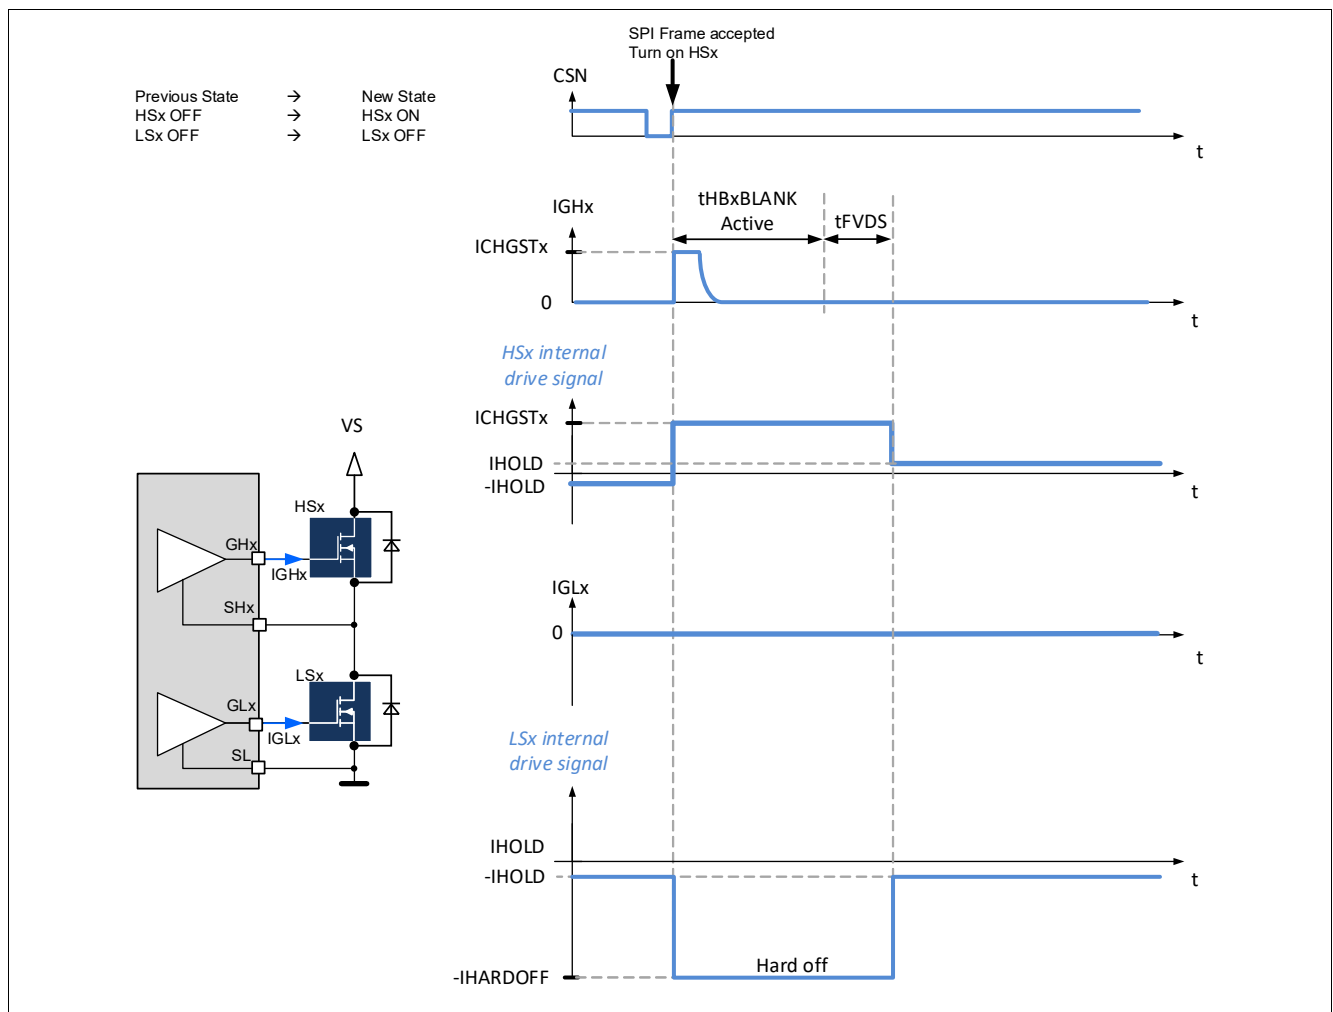 SPI Frame accepted
Turn on HSx
CSN
Previous State → New State
HSx OFF → HSx ON
LSx OFF → LSx OFF
t
tHBxBLANK
Active
tFVDS
IGHx
ICHGSTx
0
t
HSx internal
drive signal
ICHGSTx
IHOLD
-IHOLD
t
VS
HSx
GHx
IGHx
SHx
LSx
GLx
IGLx
SL
IGLx
0
t
LSx internal
drive signal
IHOLD
-IHOLD
t
Hard off
-IHARDOFF